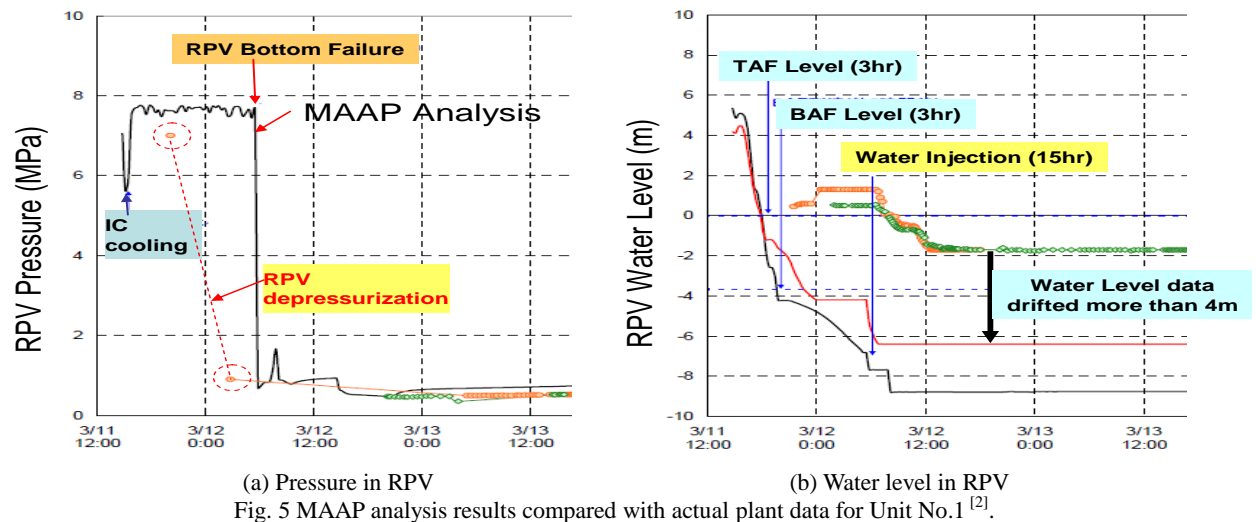 10
8
6
4
2
0
RPV Pressure (MPa)
RPV Bottom Failure
MAAP Analysis
IC
cooling
RPV
depressurization
3/11
12:00
3/12
0:00
3/12
12:00
3/13
0:00
3/13
12:00
(a) Pressure in RPV
10
8
6
4
2
0
-2
-4
-6
-8
-10
RPV Water Level (m)
TAF Level (3hr)
BAF Level (3hr)
Water Injection (15hr)
Water Level data
drifted more than 4m
3/11
12:00
3/12
0:00
3/12
12:00
3/13
0:00
3/13
12:00
(b) Water level in RPV
Fig. 5 MAAP analysis results compared with actual plant data for Unit No.1 [2].